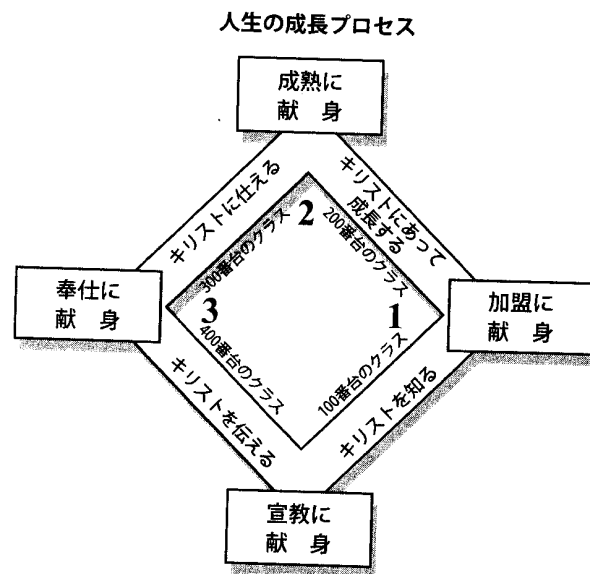 人生の成長プロセス
成熟に
献　身
キリストに仕える
キリストにあって
成長する
2
300番台のクラス
200番台のクラス
奉仕に
献　身
3
1
加盟に
献　身
400番台のクラス
100番台のクラス
キリストを伝える
キリストを知る
宣教に
献　身